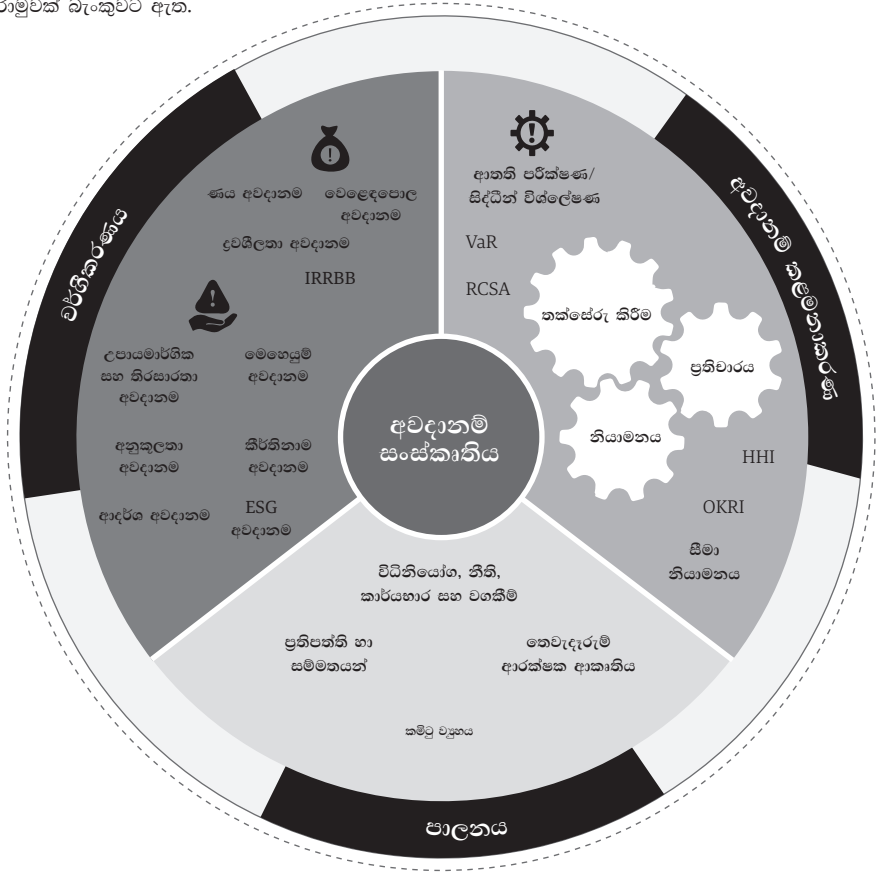 රාමුවක් බැංකුවට ඇත.
වර්ගීකරණය
ණය අවදානම
වෙළෙඳපොල
අවදානම
ද්‍රවශීලතා අවදානම
IRRBB
උපායමාර්ගික
සහ තිරසාරතා
අවදානම
මෙහෙයුම්
අවදානම
අනුකූලතා
අවදානම
කීර්තිනාම
අවදානම
ආදර්ශ අවදානම
ESG
අවදානම
අවදානම්
සංස්කෘතිය
අවදානම් කළමනාකරණ
ආතති පරීක්ෂණ/
සිද්ධීන් විශ්ලේෂණ
VaR
RCSA
තක්සේරු කිරීම
ප්‍රතිචාරය
නියාමනය
HHI
OKRI
සීමා
නියාමනය
විධිනියෝග, නීති,
කාර්යභාර සහ වගකීම්
ප්‍රතිපත්ති හා
සම්මතයන්
තෙවැදෑරුම්
ආරක්ෂක ආකෘතිය
කමිටු ව්‍යුහය
පාලනය